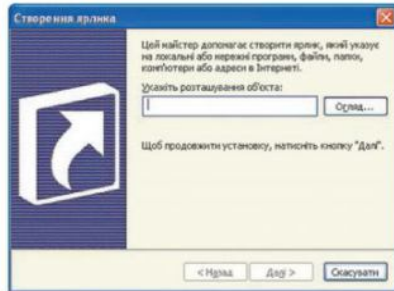 Створення ярлика
Цей майстер допомагає створити ярлик, який указує
на локальні або мережні програми, файли, папки,
комп'ютери або адреси в Інтернеті.
Укажіть розташування об'єкта:
Огляд...
Щоб продовжити установку, натисніть кнопку "Далі".
< Назад
Далі >
Скасувати